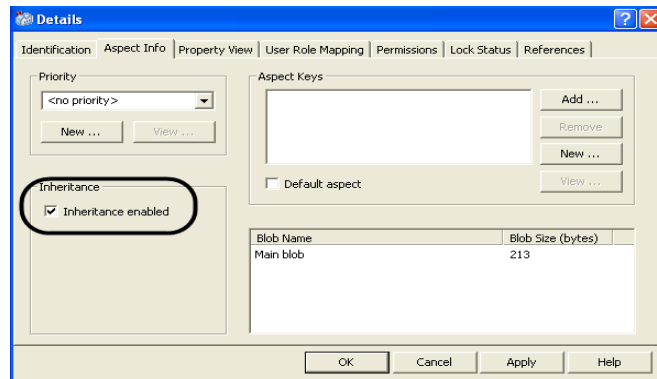 Details
Identification Aspect Info Property View User Role Mapping Permissions Lock Status References
Priority
<no priority>
New ... View ...
Inheritance
Inheritance enabled
Aspect Keys
Add ...
Remove
New ...
View ...
Default aspect
Blob Name Blob Size (bytes)
Main blob 213
OK Cancel Apply Help